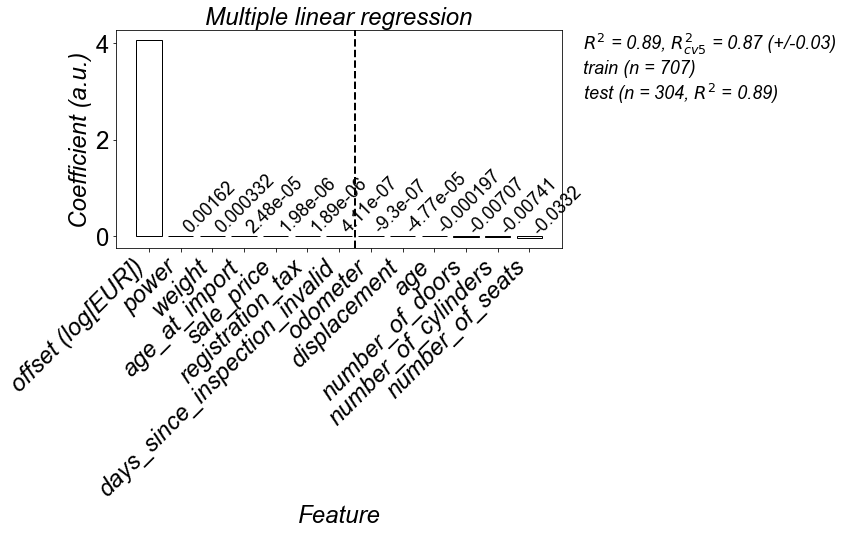 Multiple linear regression
R² = 0.89, R²cv5 = 0.87 (+/-0.03)
train (n = 707)
test (n = 304, R² = 0.89)
Coefficient (a.u.)
4
2
0
0.00162
0.000332
2.48e-05
1.98e-06
1.89e-06
4.11e-07
-9.3e-07
-4.77e-05
-0.000197
-0.00707
-0.00741
-0.0332
offset (log[EUR])
power
weight
age_at_import
sale_price
registration_tax
days_since_inspection_invalid
odometer
displacement
age
number_of_doors
number_of_cylinders
number_of_seats
Feature